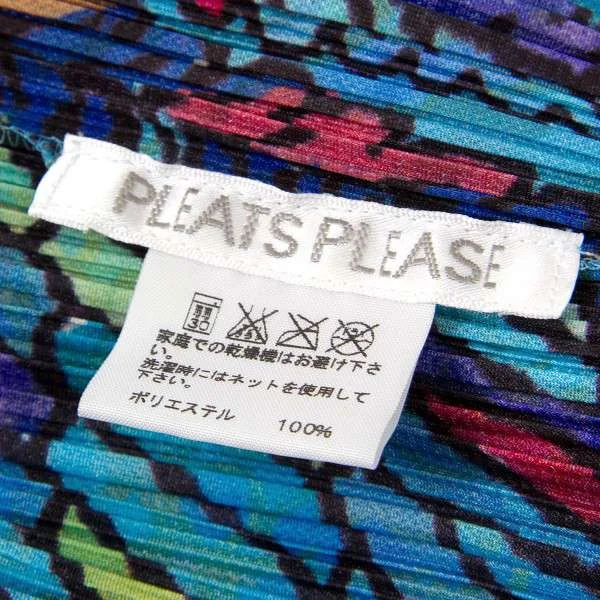 PLEATS PLEASE
家庭での乾燥機はお避け下さ
い。
洗濯時にはネットを使用して
下さい。
ポリエステル 100%